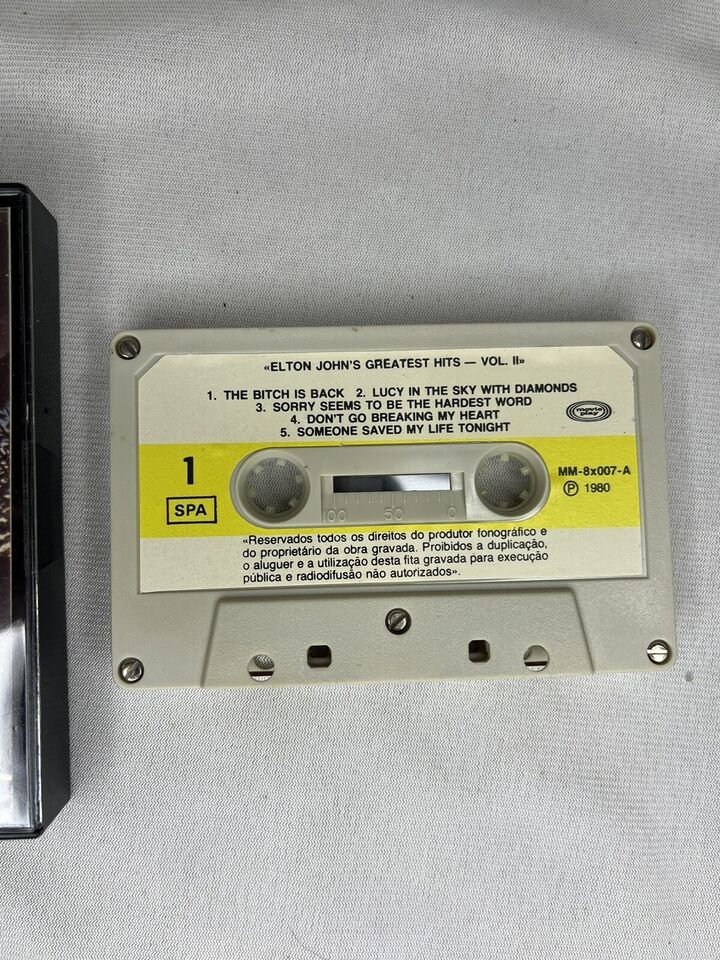 «ELTON JOHN'S GREATEST HITS — VOL. II»
1. THE BITCH IS BACK 2. LUCY IN THE SKY WITH DIAMONDS
3. SORRY SEEMS TO BE THE HARDEST WORD
4. DON'T GO BREAKING MY HEART
5. SOMEONE SAVED MY LIFE TONIGHT
movie
play
1
SPA
100 50 0
MM-8x007-A
Ⓟ 1980
«Reservados todos os direitos do produtor fonográfico e
do proprietário da obra gravada. Proibidos a duplicação,
o aluguer e a utilização desta fita gravada para execução
pública e radiodifusão não autorizados».